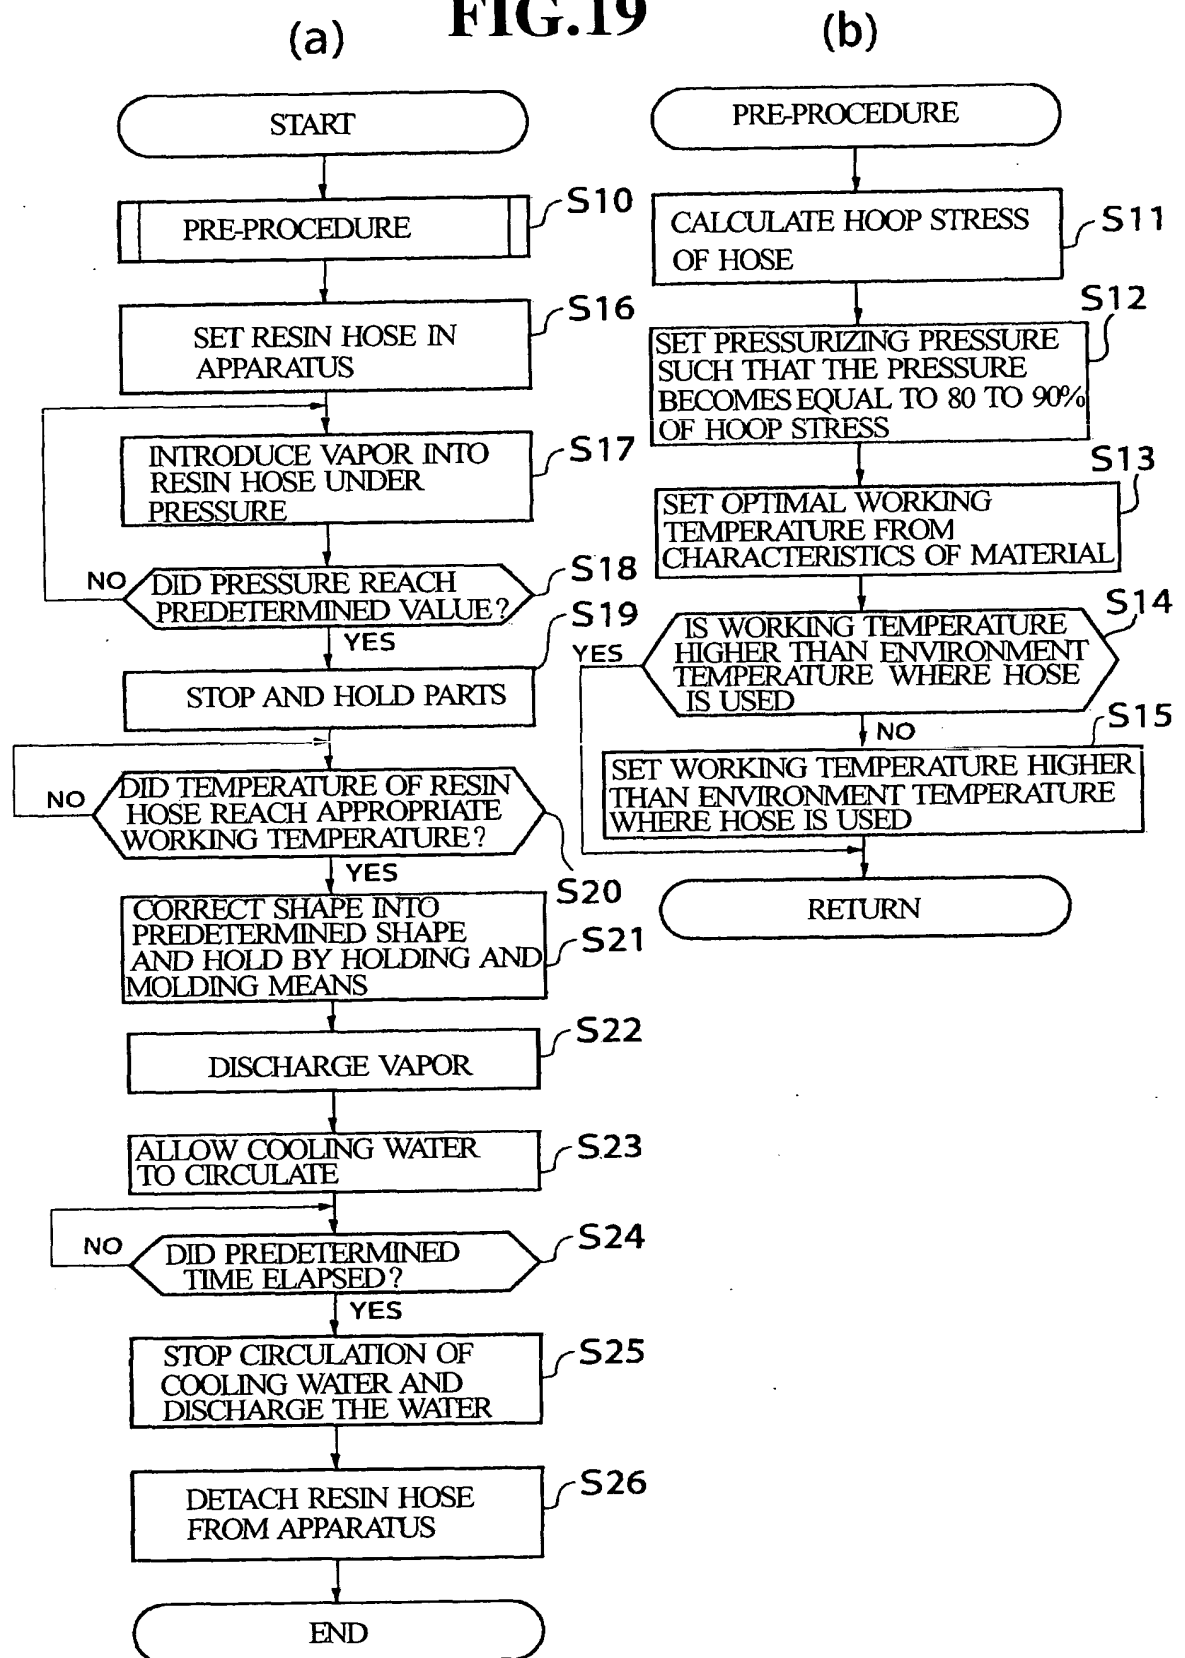 FIG.19
(a)
START
PRE-PROCEDURE
S10
SET RESIN HOSE IN
APPARATUS
S16
INTRODUCE VAPOR INTO
RESIN HOSE UNDER
PRESSURE
S17
DID PRESSURE REACH
PREDETERMINED VALUE?
S18
NO
YES
STOP AND HOLD PARTS
S19
DID TEMPERATURE OF RESIN
HOSE REACH APPROPRIATE
WORKING TEMPERATURE?
NO
YES
S20
CORRECT SHAPE INTO
PREDETERMINED SHAPE
AND HOLD BY HOLDING AND
MOLDING MEANS
S21
DISCHARGE VAPOR
S22
ALLOW COOLING WATER
TO CIRCULATE
S23
DID PREDETERMINED
TIME ELAPSED?
S24
NO
YES
STOP CIRCULATION OF
COOLING WATER AND
DISCHARGE THE WATER
S25
DETACH RESIN HOSE
FROM APPARATUS
S26
END
(b)
PRE-PROCEDURE
CALCULATE HOOP STRESS
OF HOSE
S11
SET PRESSURIZING PRESSURE
SUCH THAT THE PRESSURE
BECOMES EQUAL TO 80 TO 90%
OF HOOP STRESS
S12
SET OPTIMAL WORKING
TEMPERATURE FROM
CHARACTERISTICS OF MATERIAL
S13
IS WORKING TEMPERATURE
HIGHER THAN ENVIRONMENT
TEMPERATURE WHERE HOSE
IS USED
S14
YES
NO
SET WORKING TEMPERATURE HIGHER
THAN ENVIRONMENT TEMPERATURE
WHERE HOSE IS USED
S15
RETURN